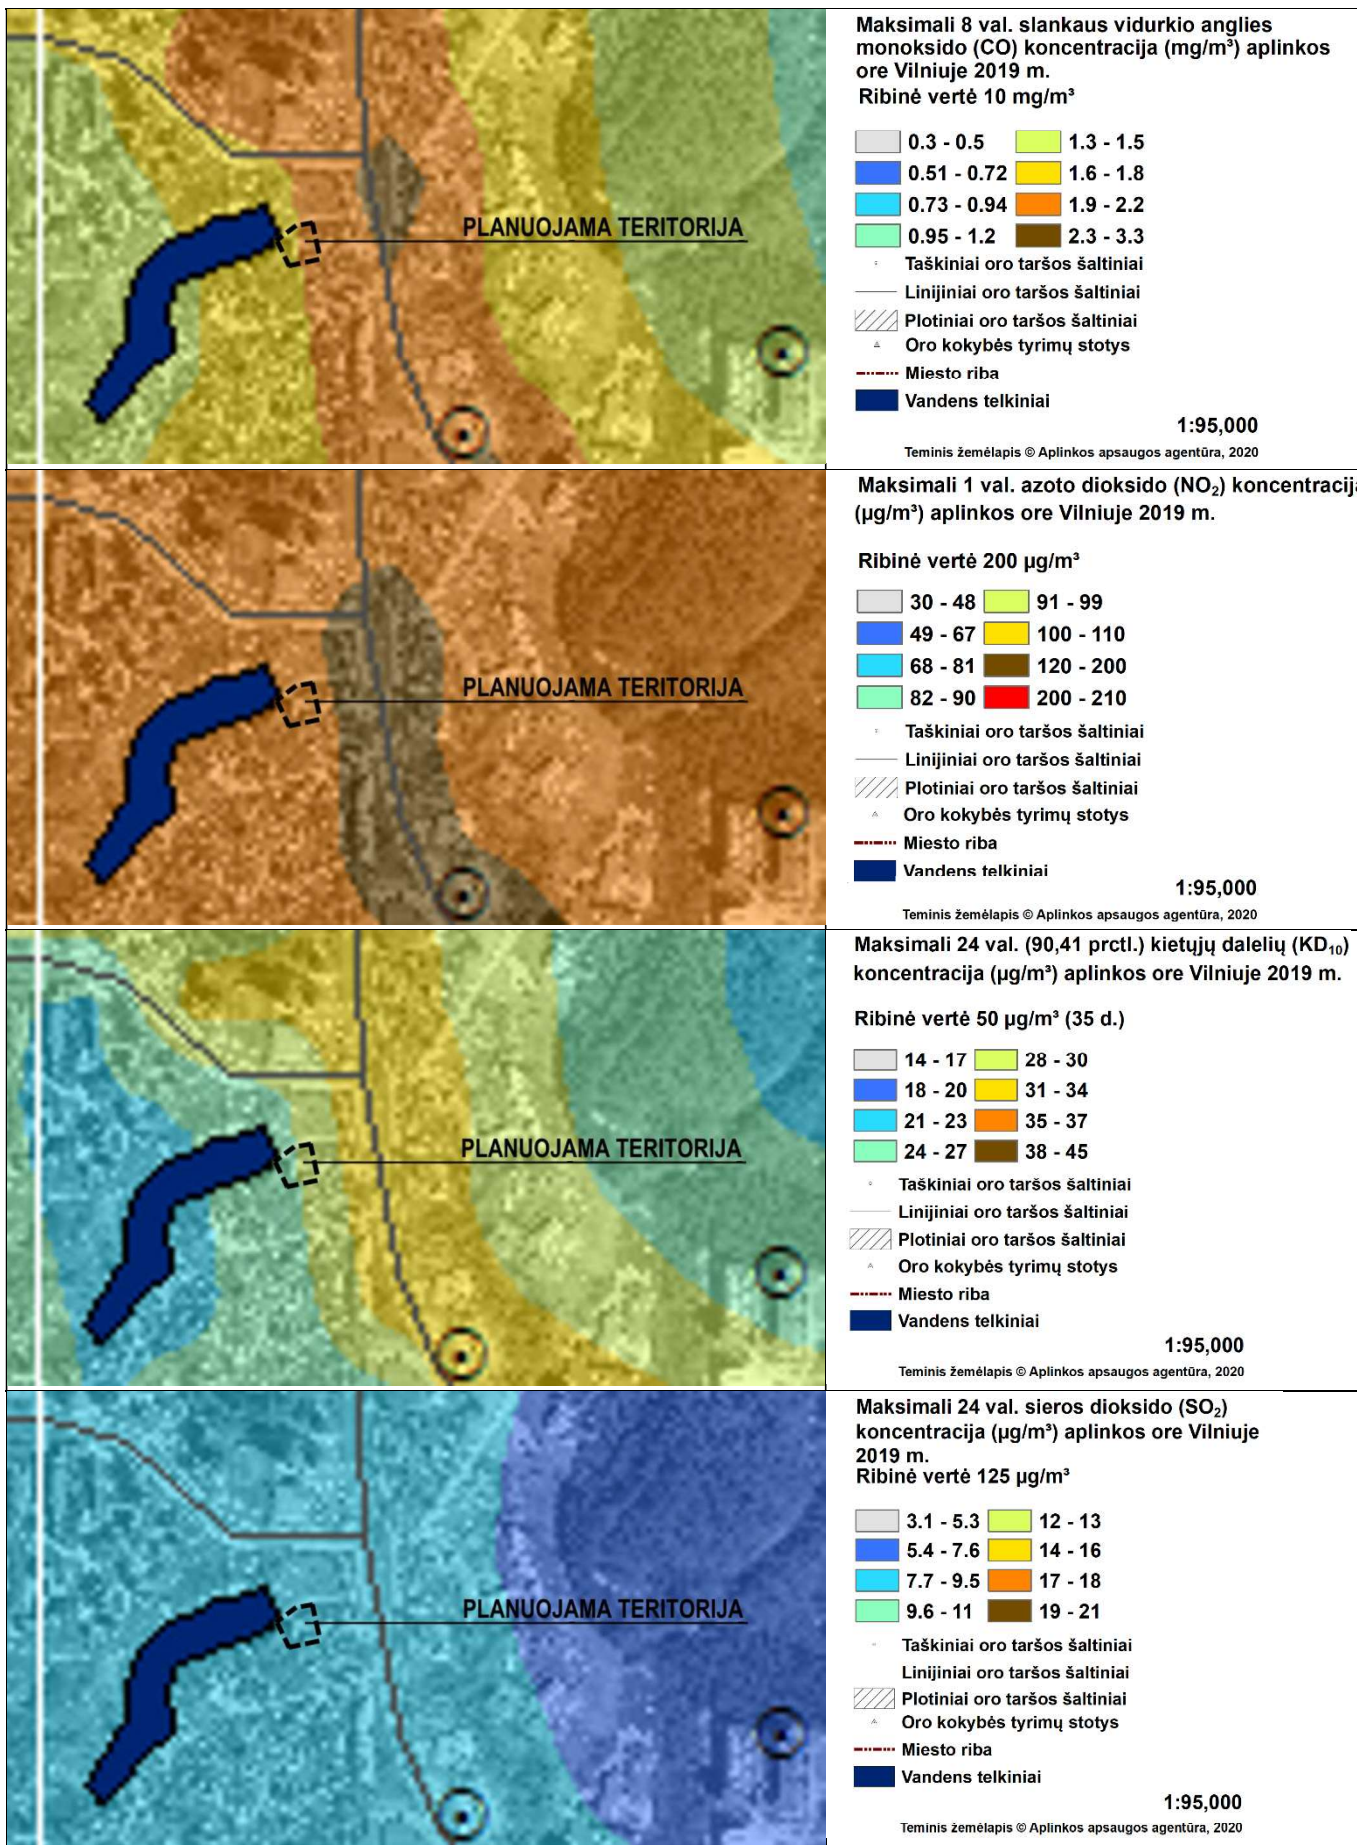 Maksimali 8 val. slankaus vidurkio anglies
monoksido (CO) koncentracija (mg/m³) aplinkos
ore Vilniuje 2019 m.
Ribinė vertė 10 mg/m³
0.3 - 0.5 1.3 - 1.5
0.51 - 0.72 1.6 - 1.8
0.73 - 0.94 1.9 - 2.2
0.95 - 1.2 2.3 - 3.3
PLANUOJAMA TERITORIJA
Taškiniai oro taršos šaltiniai
Linijiniai oro taršos šaltiniai
Plotiniai oro taršos šaltiniai
Oro kokybės tyrimų stotys
Miesto riba
Vandens telkiniai
1:95,000
Teminis žemėlapis © Aplinkos apsaugos agentūra, 2020
Maksimali 1 val. azoto dioksido (NO₂) koncentracija
(µg/m³) aplinkos ore Vilniuje 2019 m.
Ribinė vertė 200 µg/m³
30 - 48 91 - 99
49 - 67 100 - 110
68 - 81 120 - 200
82 - 90 200 - 210
PLANUOJAMA TERITORIJA
Taškiniai oro taršos šaltiniai
Linijiniai oro taršos šaltiniai
Plotiniai oro taršos šaltiniai
Oro kokybės tyrimų stotys
Miesto riba
Vandens telkiniai
1:95,000
Teminis žemėlapis © Aplinkos apsaugos agentūra, 2020
Maksimali 24 val. (90,41 prctl.) kietųjų dalelių (KD₁₀)
koncentracija (µg/m³) aplinkos ore Vilniuje 2019 m.
Ribinė vertė 50 µg/m³ (35 d.)
14 - 17 28 - 30
18 - 20 31 - 34
21 - 23 35 - 37
24 - 27 38 - 45
PLANUOJAMA TERITORIJA
Taškiniai oro taršos šaltiniai
Linijiniai oro taršos šaltiniai
Plotiniai oro taršos šaltiniai
Oro kokybės tyrimų stotys
Miesto riba
Vandens telkiniai
1:95,000
Teminis žemėlapis © Aplinkos apsaugos agentūra, 2020
Maksimali 24 val. sieros dioksido (SO₂)
koncentracija (µg/m³) aplinkos ore Vilniuje
2019 m.
Ribinė vertė 125 µg/m³
3.1 - 5.3 12 - 13
5.4 - 7.6 14 - 16
7.7 - 9.5 17 - 18
9.6 - 11 19 - 21
PLANUOJAMA TERITORIJA
Taškiniai oro taršos šaltiniai
Linijiniai oro taršos šaltiniai
Plotiniai oro taršos šaltiniai
Oro kokybės tyrimų stotys
Miesto riba
Vandens telkiniai
1:95,000
Teminis žemėlapis © Aplinkos apsaugos agentūra, 2020